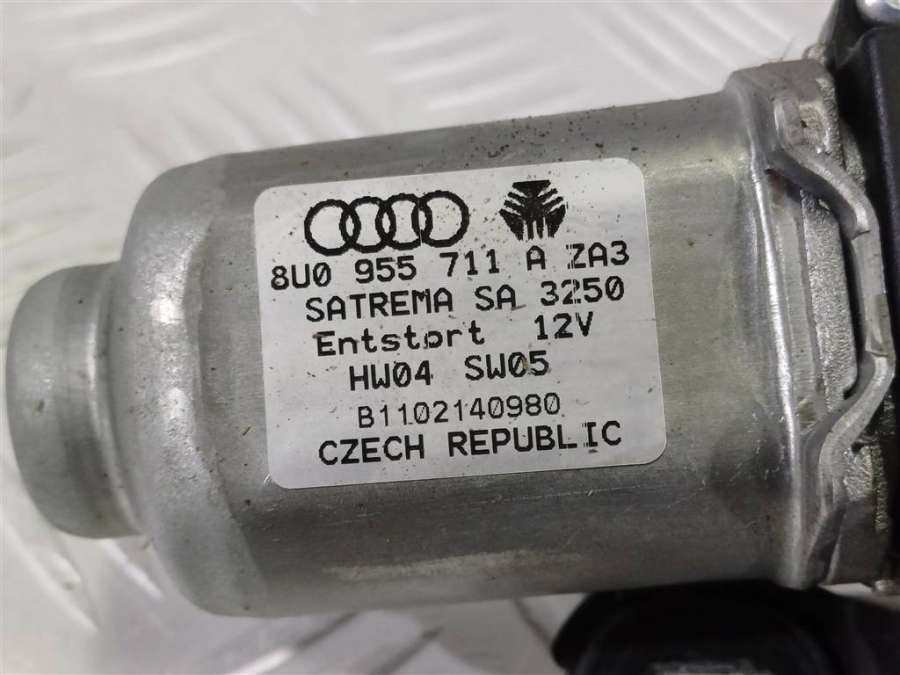 8U0 955 711 A ZA3
SATREMA SA 3250
Entstort 12V
HW04 SW05
B1102140980
CZECH REPUBLIC